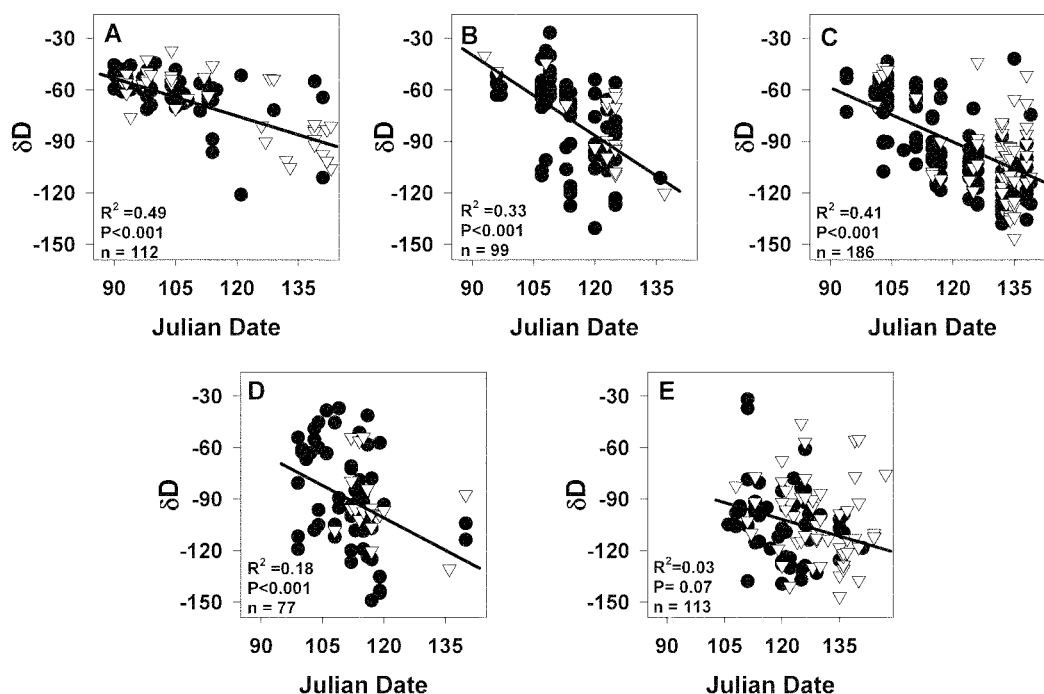 A
B
C
-30
-60
-90
-120
-150
δD
R² =0.49
P<0.001
n = 112
90 105 120 135
Julian Date
-30
-60
-90
-120
-150
δD
R² =0.33
P<0.001
n = 99
90 105 120 135
Julian Date
-30
-60
-90
-120
-150
δD
R² =0.41
P<0.001
n = 186
90 105 120 135
Julian Date
D
-30
-60
-90
-120
-150
δD
R² =0.18
P<0.001
n = 77
90 105 120 135
Julian Date
E
-30
-60
-90
-120
-150
δD
R²=0.03
P= 0.07
n = 113
90 105 120 135
Julian Date